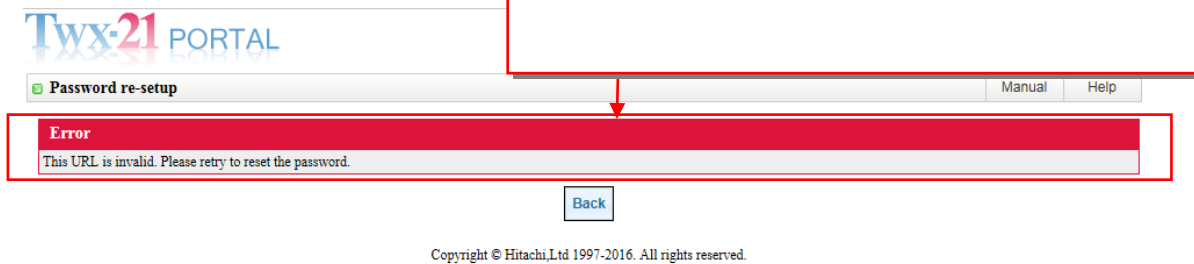 Twx-21 PORTAL
Password re-setup Manual Help
Error
This URL is invalid. Please retry to reset the password.
Back
Copyright © Hitachi,Ltd 1997-2016. All rights reserved.